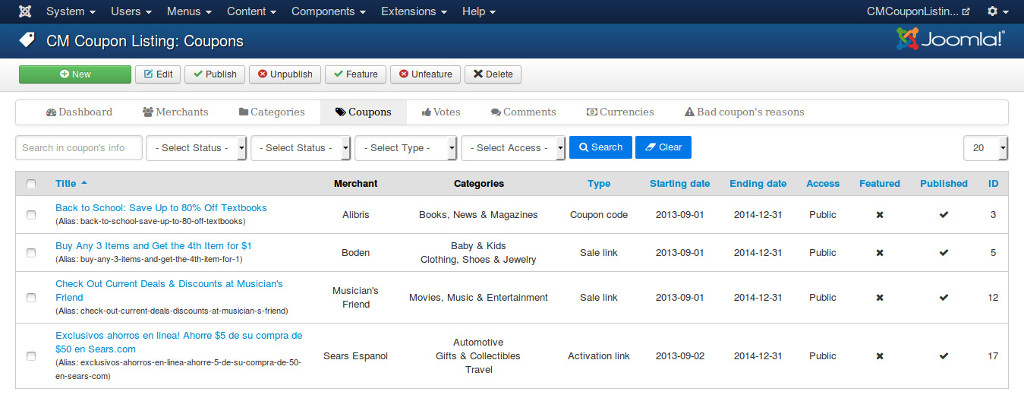 System Users Menus Content Components Extensions Help CMCouponListin...
CM Coupon Listing: Coupons Joomla!®
New Edit Publish Unpublish Feature Unfeature Delete
Dashboard Merchants Categories Coupons Votes Comments Currencies Bad coupon's reasons
Search in coupon's info - Select Status - - Select Status - - Select Type - - Select Access - Search Clear 20
Title Merchant Categories Type Starting date Ending date Access Featured Published ID
Back to School: Save Up to 80% Off Textbooks
(Alias: back-to-school-save-up-to-80-off-textbooks)
Alibris Books, News & Magazines Coupon code 2013-09-01 2014-12-31 Public 3
Buy Any 3 Items and Get the 4th Item for $1
(Alias: buy-any-3-items-and-get-the-4th-item-for-1)
Boden
Baby & Kids
Clothing, Shoes & Jewelry
Sale link 2013-09-01 2014-12-31 Public 5
Check Out Current Deals & Discounts at Musician's
Friend
(Alias: check-out-current-deals-discounts-at-musician-s-friend)
Musician's
Friend
Movies, Music & Entertainment Sale link 2013-09-01 2014-12-31 Public 12
Exclusivos ahorros en linea! Ahorre $5 de su compra de
$50 en Sears.com
(Alias: exclusivos-ahorros-en-linea-ahorre-5-de-su-compra-de-50-
en-sears-com)
Sears Espanol
Automotive
Gifts & Collectibles
Travel
Activation link 2013-09-02 2014-12-31 Public 17